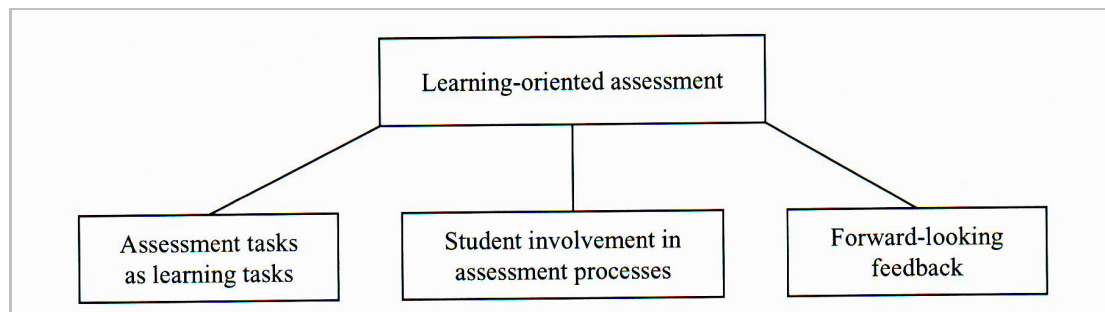 Learning-oriented assessment
Assessment tasks
as learning tasks
Student involvement in
assessment processes
Forward-looking
feedback